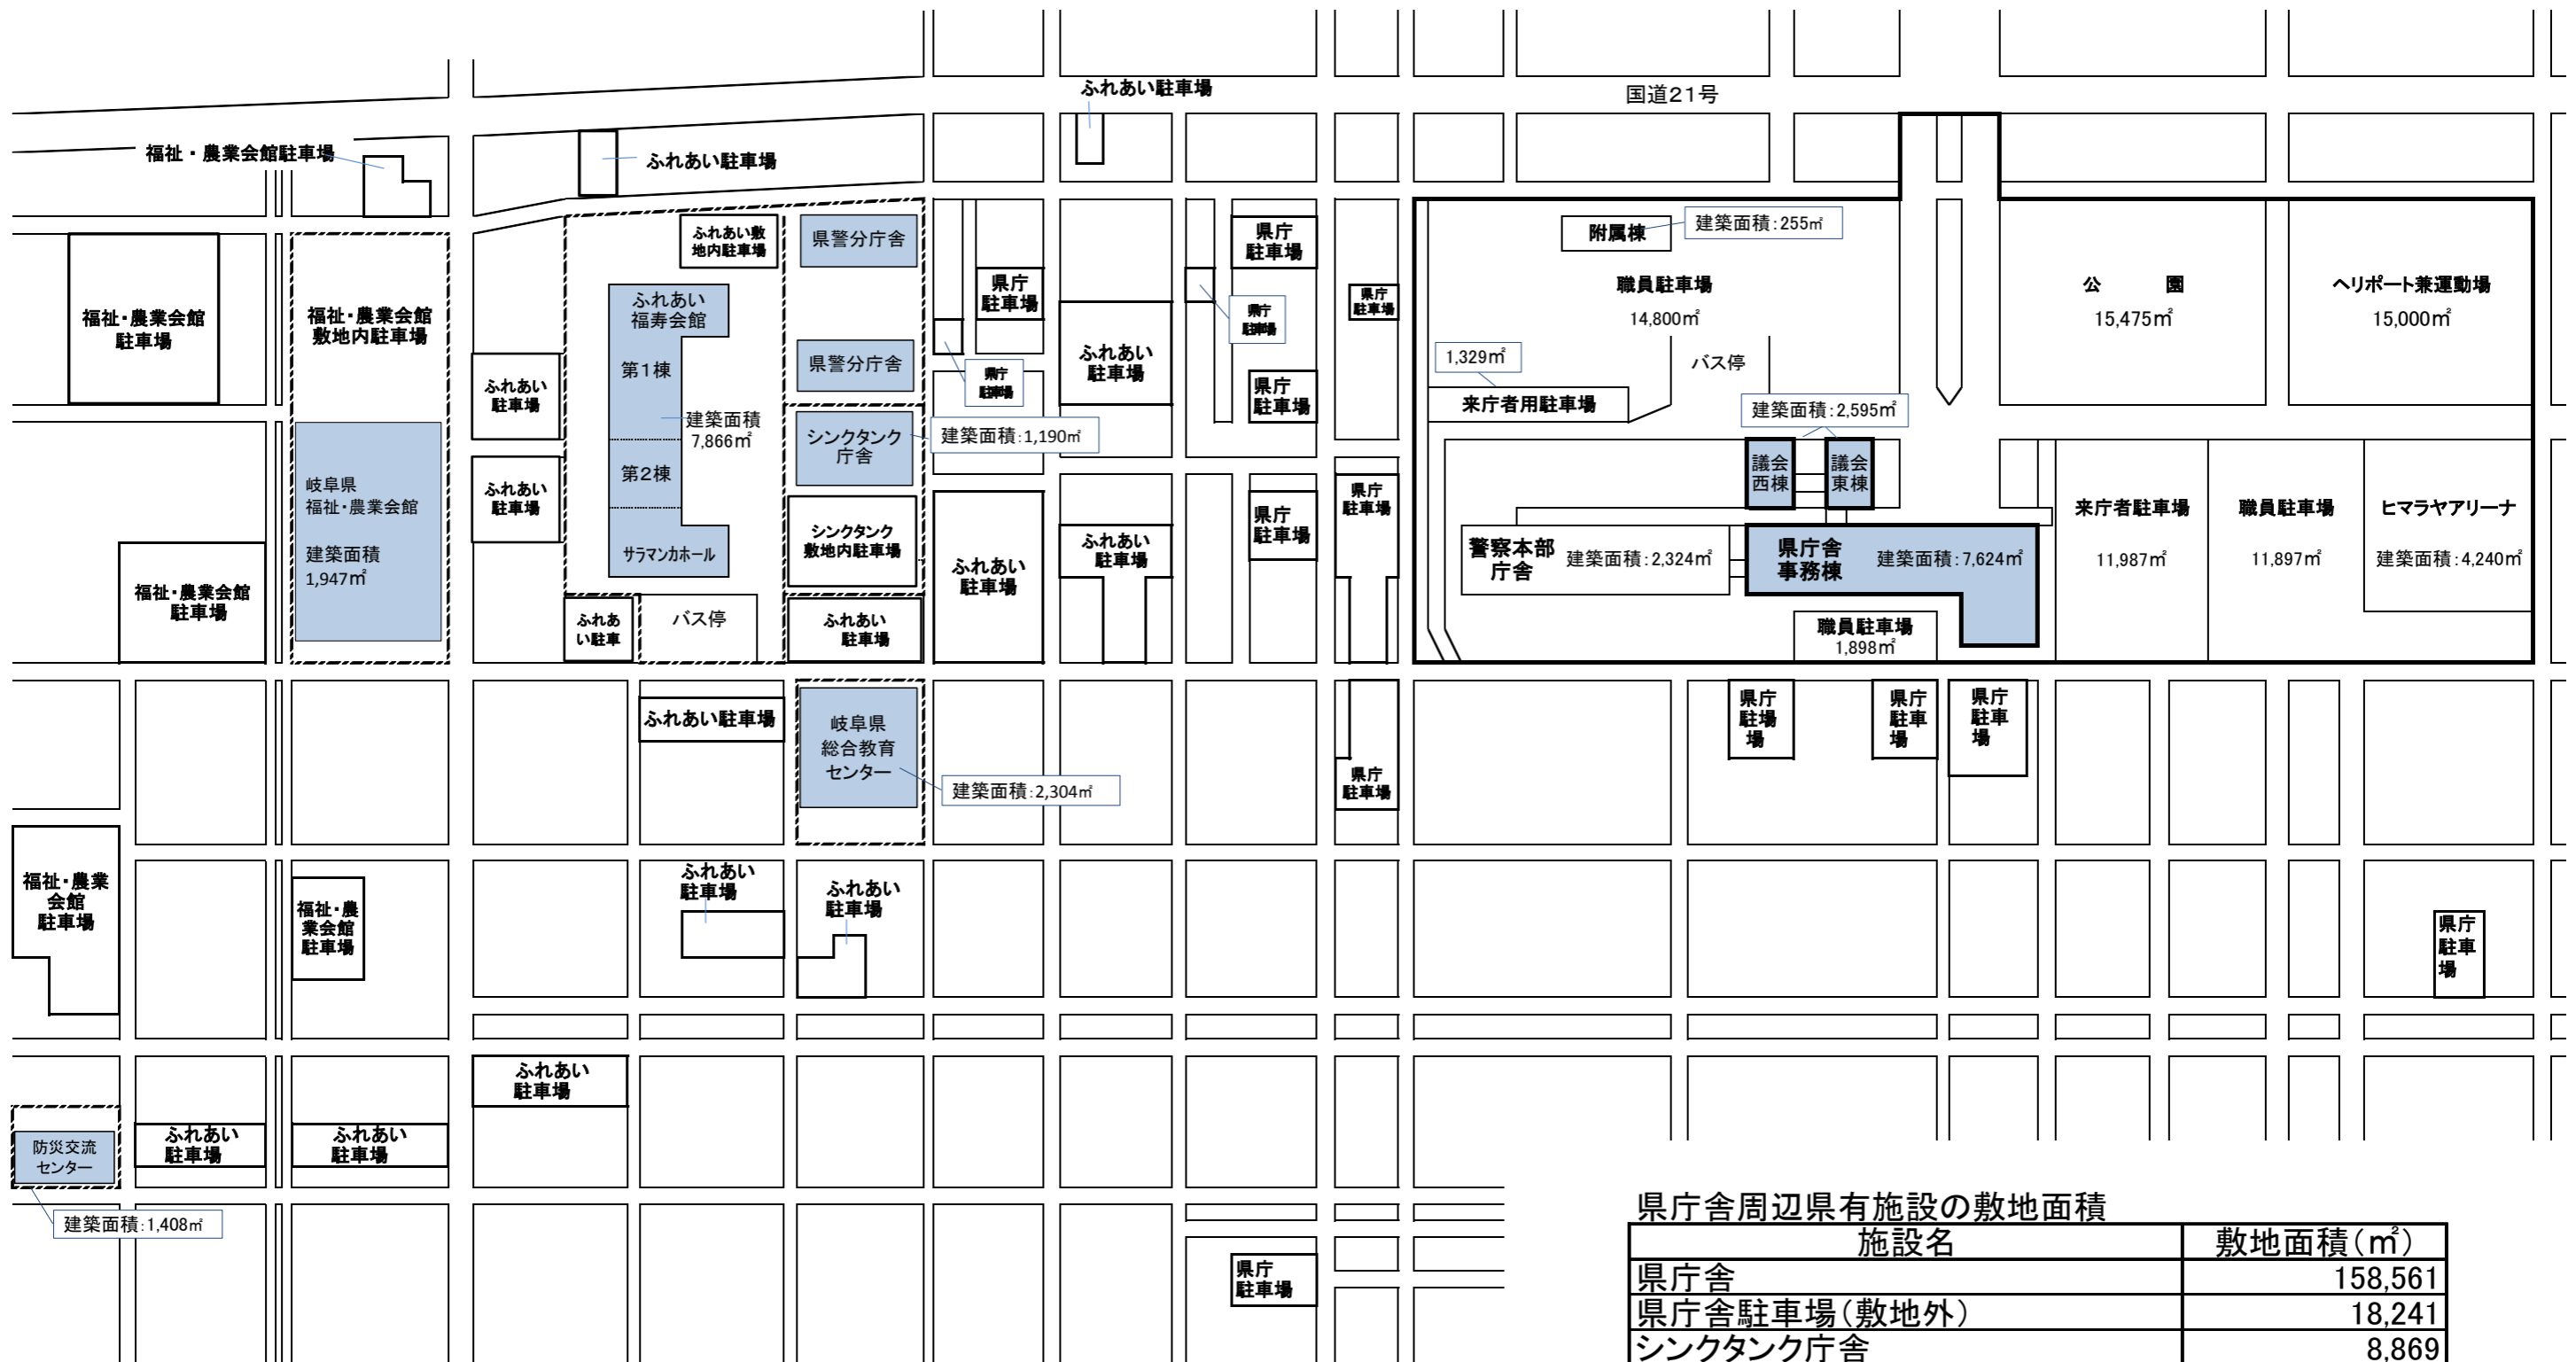 国道21号
ふれあい駐車場
福祉・農業会館駐車場
ふれあい駐車場
福祉・農業会館
駐車場
福祉・農業会館
敷地内駐車場
岐阜県
福祉・農業会館
建築面積
1,947㎡
福祉・農業会館
駐車場
ふれあい
駐車場
ふれあい
駐車場
ふれあい敷
地内駐車場
ふれあい
福寿会館
第1棟
建築面積
7,866㎡
第2棟
サラマンカホール
ふれあ
い駐車
バス停
県警分庁舎
県警分庁舎
シンクタンク
庁舎
建築面積:1,190㎡
シンクタンク
敷地内駐車場
ふれあい
駐車場
県庁
駐車場
県庁
駐車場
ふれあい
駐車場
ふれあい
駐車場
ふれあい
駐車場
県庁
駐車場
県庁
駐車場
県庁
駐車場
県庁
駐車場
県庁
駐車場
県庁
駐車場
附属棟
建築面積:255㎡
職員駐車場
14,800㎡
バス停
1,329㎡
来庁者用駐車場
公 園
15,475㎡
ヘリポート兼運動場
15,000㎡
建築面積:2,595㎡
議会
西棟
議会
東棟
警察本部
庁舎
建築面積:2,324㎡
県庁舎
事務棟
建築面積:7,624㎡
職員駐車場
1,898㎡
来庁者駐車場
11,987㎡
職員駐車場
11,897㎡
ヒマラヤアリーナ
建築面積:4,240㎡
ふれあい駐車場
岐阜県
総合教育
センター
建築面積:2,304㎡
県庁
駐車場
県庁
駐場
場
県庁
駐車
場
県庁
駐車
場
福祉・農業
会館
駐車場
福祉・農
業会館
駐車場
ふれあい
駐車場
ふれあい
駐車場
県庁
駐車
場
ふれあい
駐車場
防災交流
センター
建築面積:1,408㎡
ふれあい
駐車場
ふれあい
駐車場
県庁
駐車場
県庁舎周辺県有施設の敷地面積
施設名 敷地面積(㎡)
県庁舎 158,561
県庁舎駐車場(敷地外) 18,241
シンクタンク庁舎 8,869